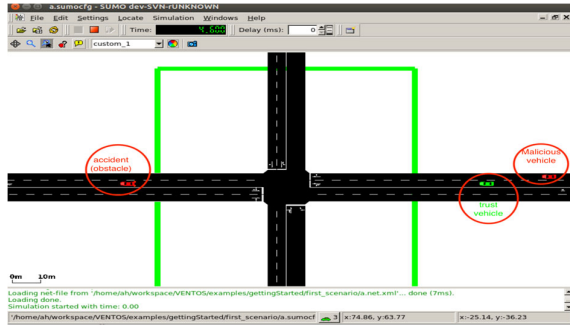 a.sumocfg - SUMO dev-SVN-rUNKNOWN
File Edit Settings Locate Simulation Windows Help
Time: Delay (ms): 0
custom_1
accident
(obstacle)
Malicious
vehicle
trust
vehicle
0m 10m
Loading net-file from '/home/ah/workspace/VENTOS/examples/gettingStarted/first_scenario/a.net.xml'... done (7ms).
Loading done.
Simulation started with time: 0.00
'/home/ah/workspace/VENTOS/examples/gettingStarted/first_scenario/a.sumocf 3 x:74.86, y:63.77 x:-25.14, y:-36.23